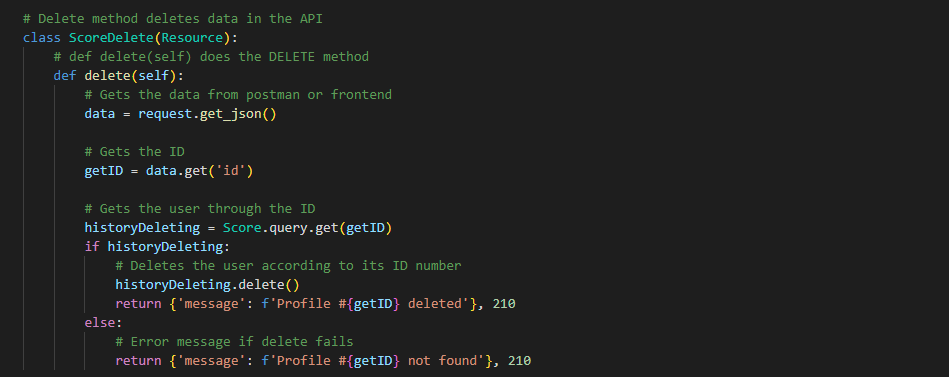 # Delete method deletes data in the API
class ScoreDelete(Resource):
    # def delete(self) does the DELETE method
    def delete(self):
        # Gets the data from postman or frontend
        data = request.get_json()

        # Gets the ID
        getID = data.get('id')

        # Gets the user through the ID
        historyDeleting = Score.query.get(getID)
        if historyDeleting:
            # Deletes the user according to its ID number
            historyDeleting.delete()
            return {'message': f'Profile #{getID} deleted'}, 210
        else:
            # Error message if delete fails
            return {'message': f'Profile #{getID} not found'}, 210